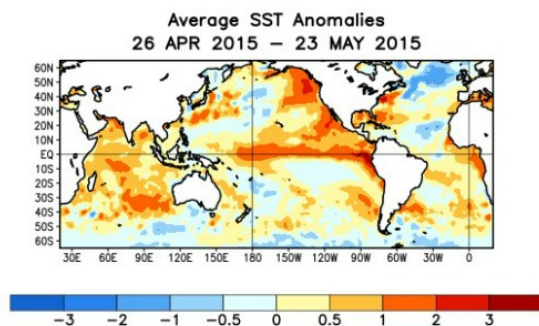 Average SST Anomalies
26 APR 2015 – 23 MAY 2015
60N
50N
40N
30N
20N
10N
EQ
10S
20S
30S
40S
50S
60S
30E 60E 90E 120E 150E 180 150W 120W 90W 60W 30W 0
-3 -2 -1 -0.5 0 0.5 1 2 3